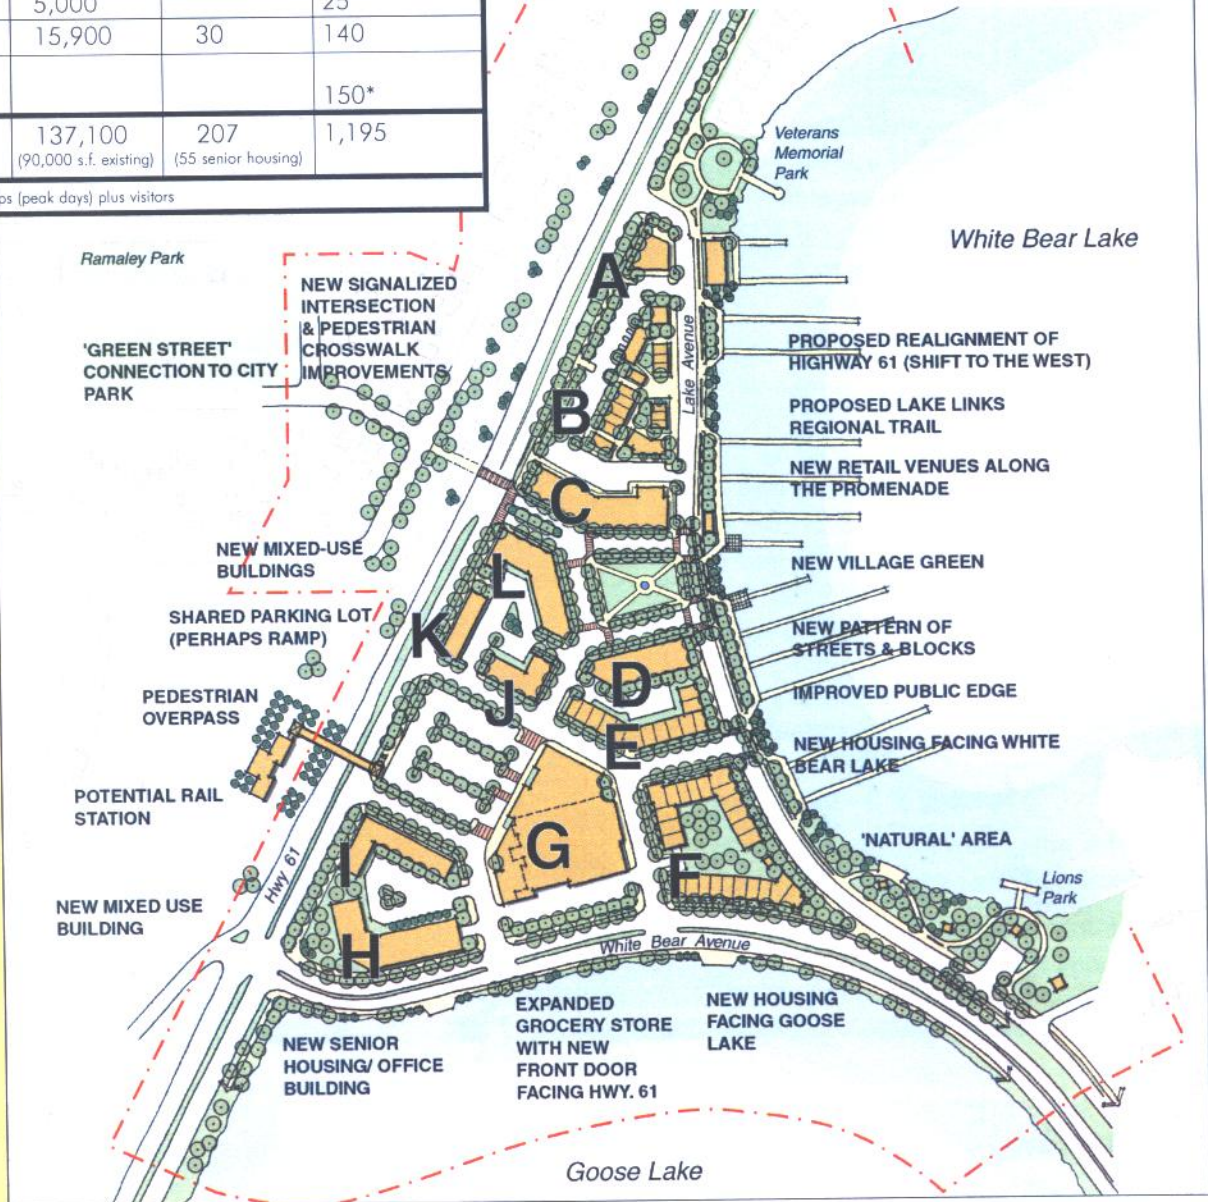 5,000 25
15,900 30 140
150*
137,100 207 1,195
(90,000 s.f. existing) (55 senior housing)
(peak days) plus visitors
Veterans
Memorial
Park
White Bear Lake
Ramaley Park
NEW SIGNALIZED
INTERSECTION
& PEDESTRIAN
CROSSWALK
IMPROVEMENTS
'GREEN STREET'
CONNECTION TO CITY
PARK
A
Lake Avenue
PROPOSED REALIGNMENT OF
HIGHWAY 61 (SHIFT TO THE WEST)
B
PROPOSED LAKE LINKS
REGIONAL TRAIL
C
NEW RETAIL VENUES ALONG
THE PROMENADE
NEW MIXED-USE
BUILDINGS
L
NEW VILLAGE GREEN
SHARED PARKING LOT
(PERHAPS RAMP)
K
NEW PATTERN OF
STREETS & BLOCKS
D
J
IMPROVED PUBLIC EDGE
PEDESTRIAN
OVERPASS
E
NEW HOUSING FACING WHITE
BEAR LAKE
POTENTIAL RAIL
STATION
G
'NATURAL' AREA
I
F
Hwy 61
Lions
Park
NEW MIXED USE
BUILDING
H
White Bear Avenue
NEW SENIOR
HOUSING/ OFFICE
BUILDING
EXPANDED
GROCERY STORE
WITH NEW
FRONT DOOR
FACING HWY. 61
NEW HOUSING
FACING GOOSE
LAKE
Goose Lake